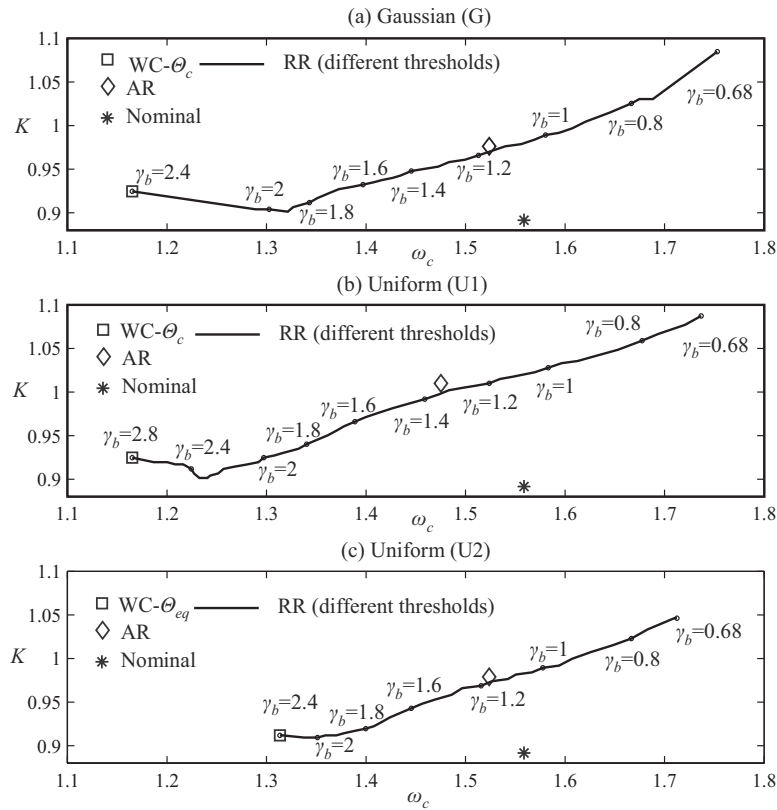 (a) Gaussian (G)
1.1
1.05
1
0.95
0.9
K
WC-Θc
RR (different thresholds)
AR
Nominal
γb=2.4
γb=2
γb=1.8
γb=1.6
γb=1.4
γb=1.2
γb=1
γb=0.8
γb=0.68
1.1 1.2 1.3 1.4 1.5 1.6 1.7 1.8
ωc
(b) Uniform (U1)
1.1
1.05
1
0.95
0.9
K
WC-Θc
RR (different thresholds)
AR
Nominal
γb=2.8
γb=2.4
γb=2
γb=1.8
γb=1.6
γb=1.4
γb=1.2
γb=1
γb=0.8
γb=0.68
1.1 1.2 1.3 1.4 1.5 1.6 1.7 1.8
ωc
(c) Uniform (U2)
1.1
1.05
1
0.95
0.9
K
WC-Θeq
RR (different thresholds)
AR
Nominal
γb=2.4
γb=2
γb=1.8
γb=1.6
γb=1.2
γb=1
γb=0.8
γb=0.68
1.1 1.2 1.3 1.4 1.5 1.6 1.7 1.8
ωc